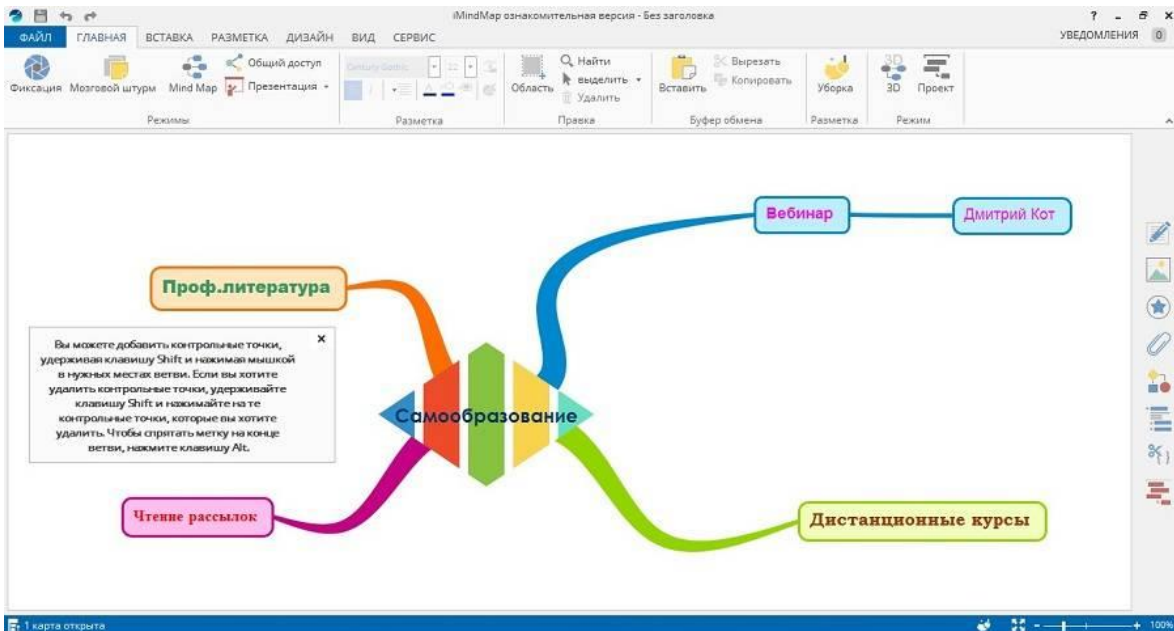 iMindMap ознакомительная версия - Без заголовка
?
ФАЙЛ ГЛАВНАЯ ВСТАВКА РАЗМЕТКА ДИЗАЙН ВИД СЕРВИС УВЕДОМЛЕНИЯ 0
Фиксация Мозговой штурм Mind Map
Общий доступ
Презентация
Режимы
Century Gothic 22
Разметка
Область
Найти
выделить
Удалить
Правка
Вставить
Вырезать
Копировать
Буфер обмена
Уборка
Разметка
3D
3D Проект
Режим
Вебинар Дмитрий Кот
Проф.литература
Вы можете добавить контрольные точки,
удерживая клавишу Shift и нажимая мышкой
в нужных местах ветви. Если вы хотите
удалить контрольные точки, удерживайте
клавишу Shift и нажимайте на те
контрольные точки, которые вы хотите
удалить. Чтобы спрятать метку на конце
ветви, нажмите клавишу Alt.
Самообразование
Чтение рассылок
Дистанционные курсы
1 карта открыта 100%